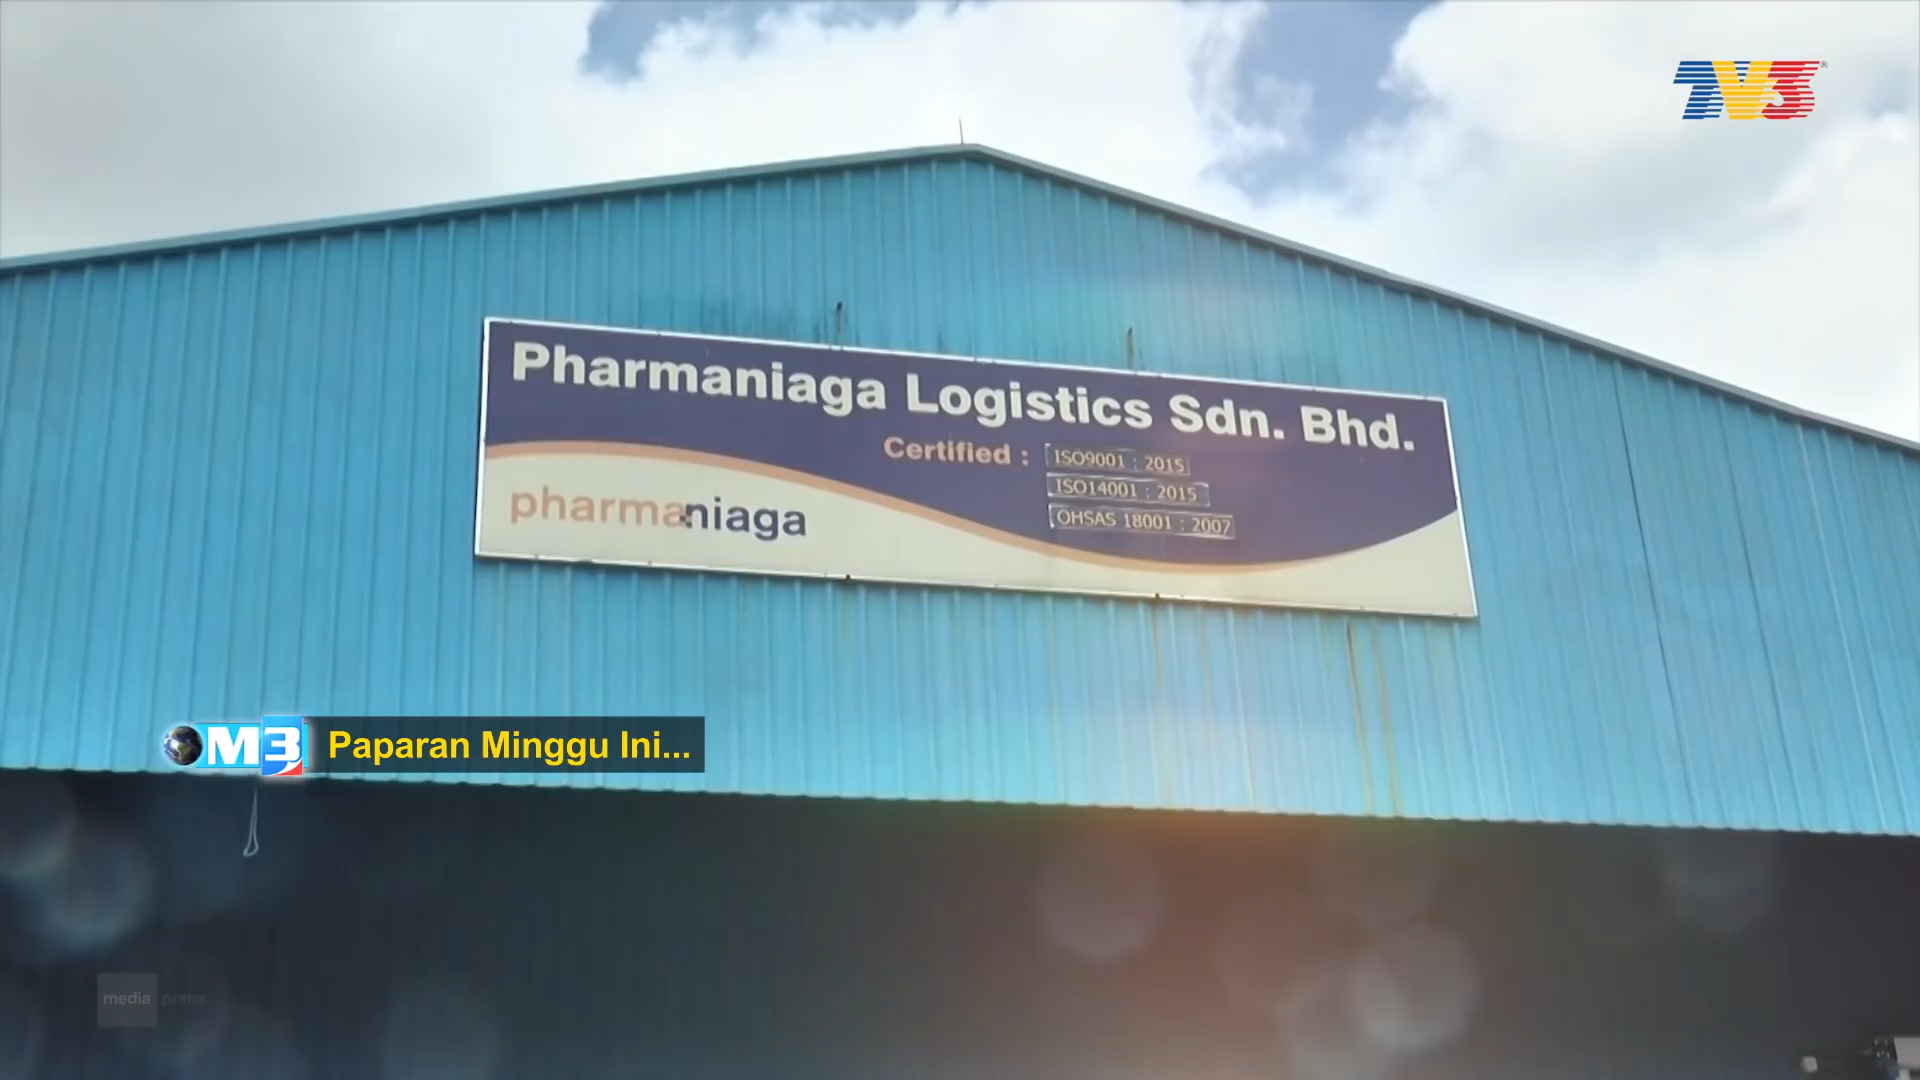 TV3
Pharmaniaga Logistics Sdn. Bhd.
Certified :
ISO9001 : 2015
ISO14001 : 2015
OHSAS 18001 : 2007
pharmaniaga
M3 Paparan Minggu Ini...
media prima